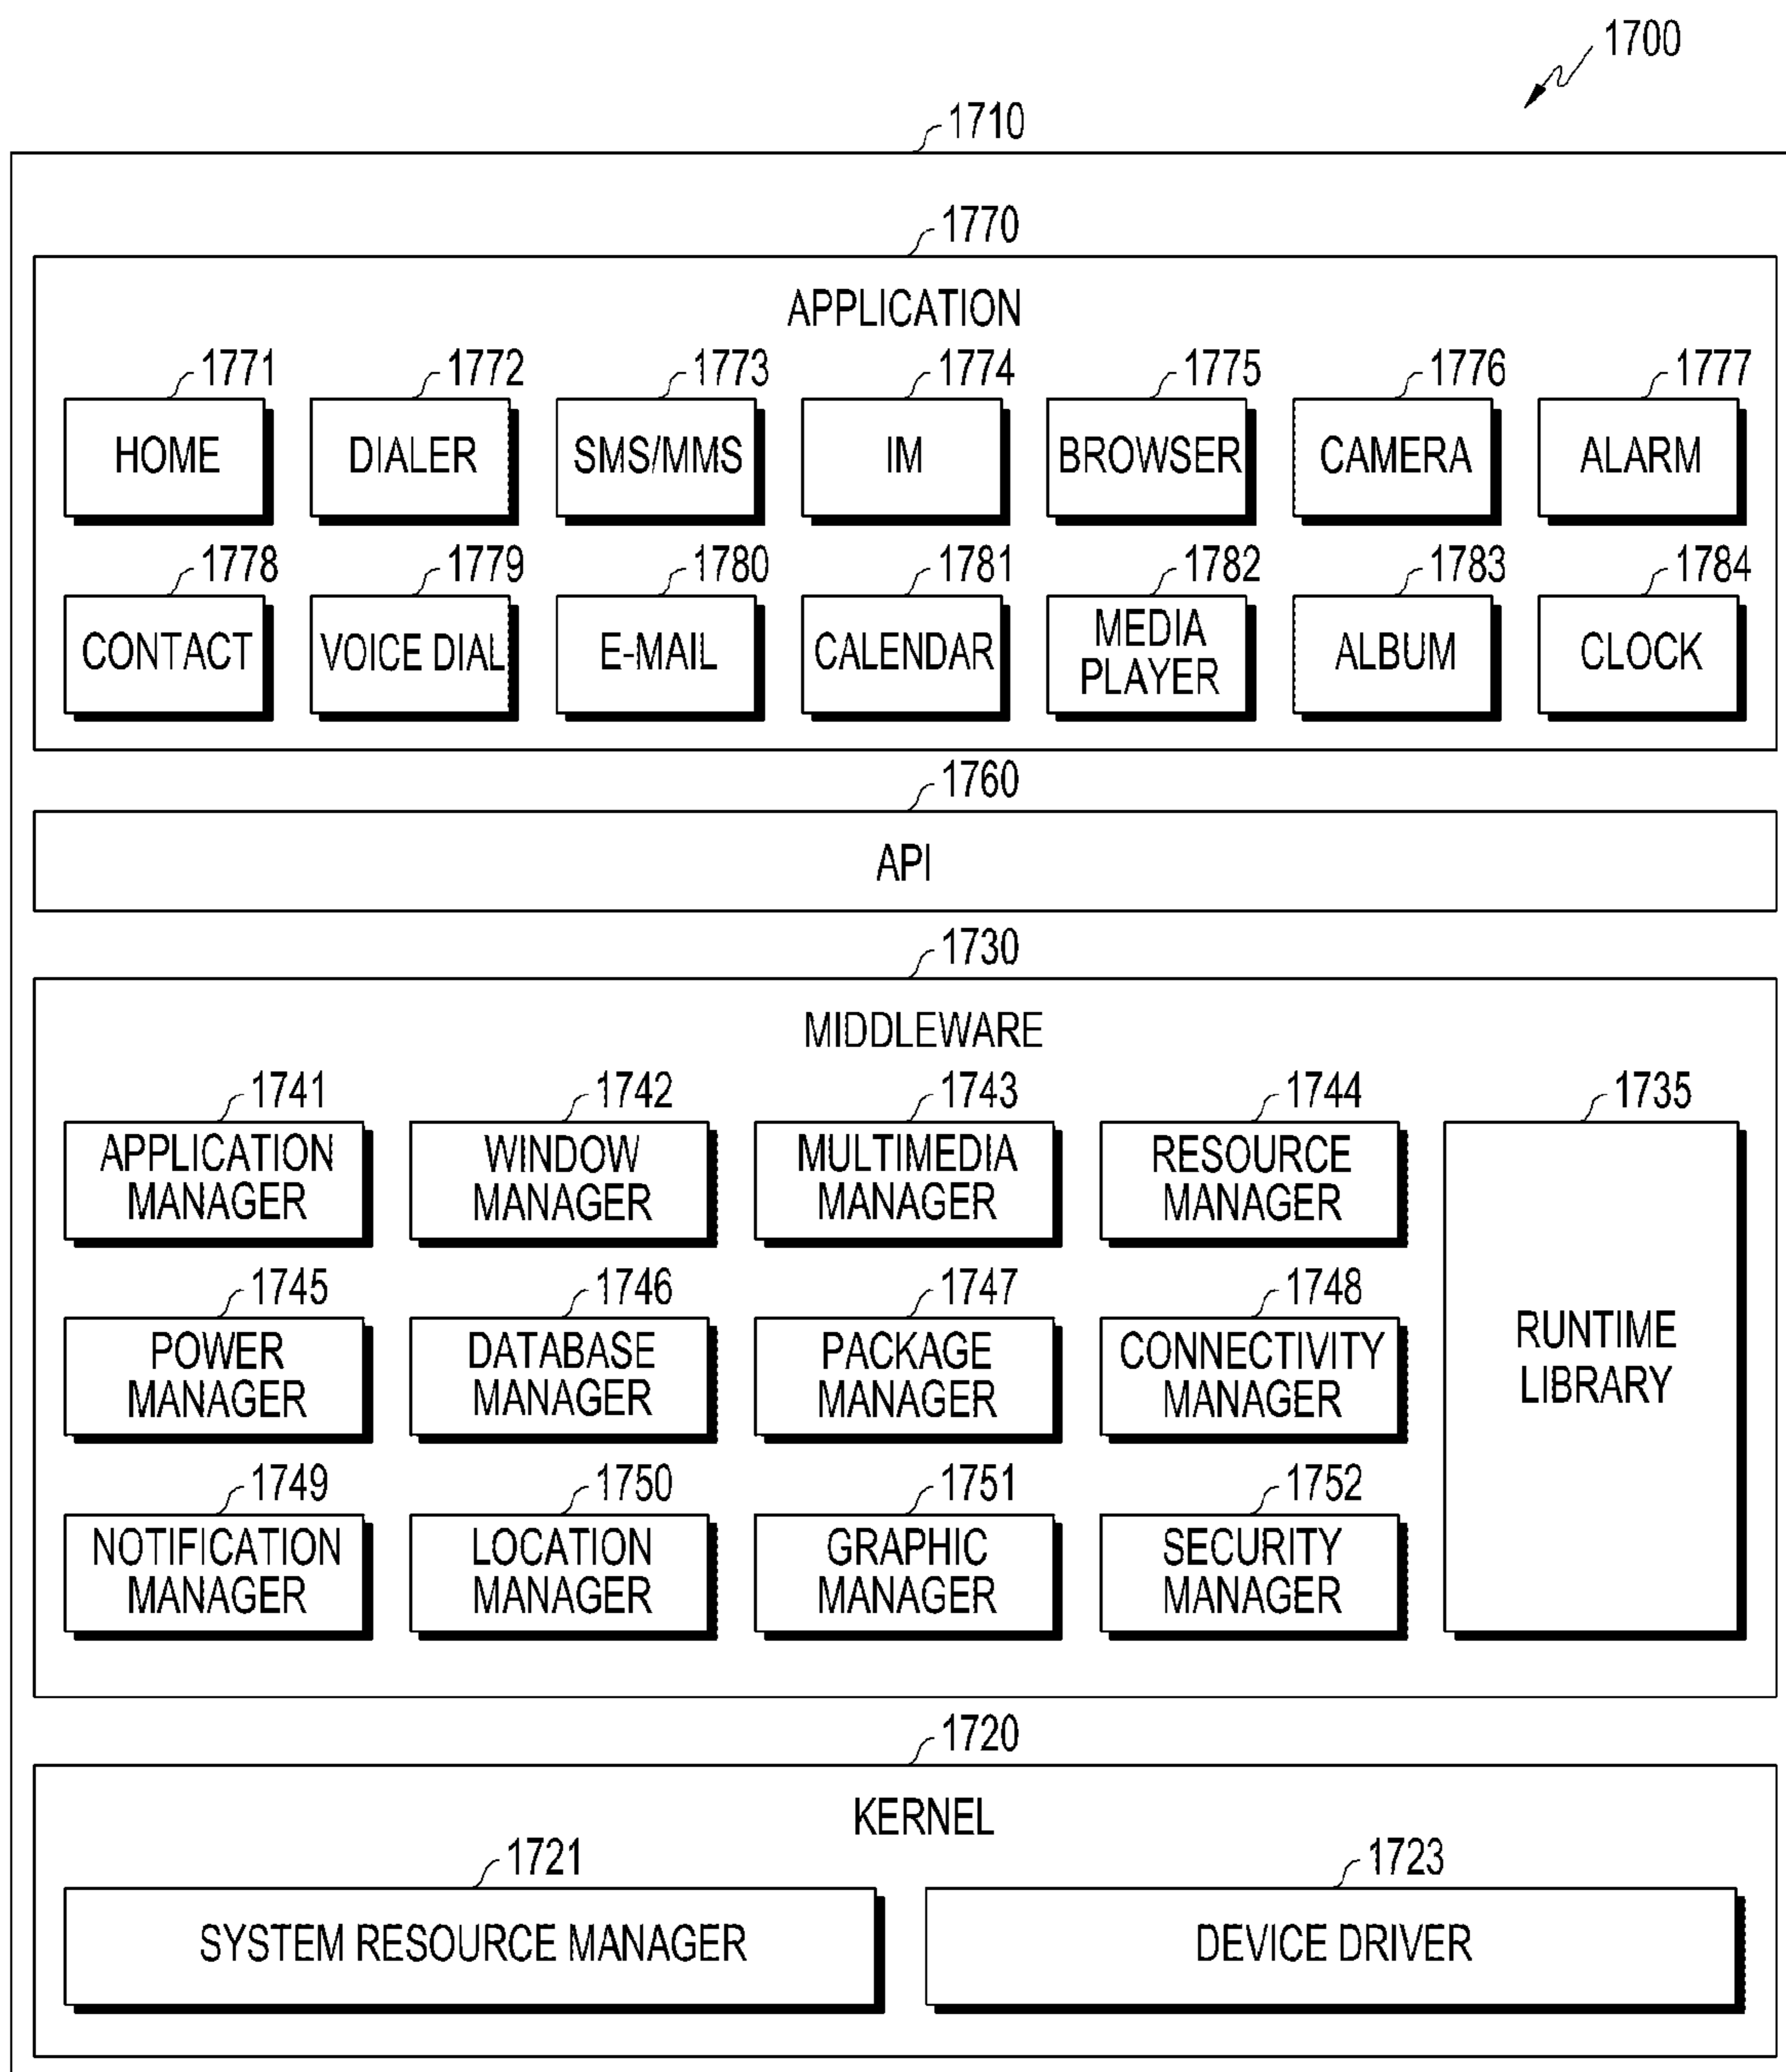 1700
1710
1770
APPLICATION
1771 1772 1773 1774 1775 1776 1777
HOME DIALER SMS/MMS IM BROWSER CAMERA ALARM
1778 1779 1780 1781 1782 1783 1784
CONTACT VOICE DIAL E-MAIL CALENDAR MEDIA PLAYER ALBUM CLOCK
1760
API
1730
MIDDLEWARE
1741 1742 1743 1744 1735
APPLICATION MANAGER WINDOW MANAGER MULTIMEDIA MANAGER RESOURCE MANAGER
1745 1746 1747 1748
POWER MANAGER DATABASE MANAGER PACKAGE MANAGER CONNECTIVITY MANAGER RUNTIME LIBRARY
1749 1750 1751 1752
NOTIFICATION MANAGER LOCATION MANAGER GRAPHIC MANAGER SECURITY MANAGER
1720
KERNEL
1721 1723
SYSTEM RESOURCE MANAGER DEVICE DRIVER